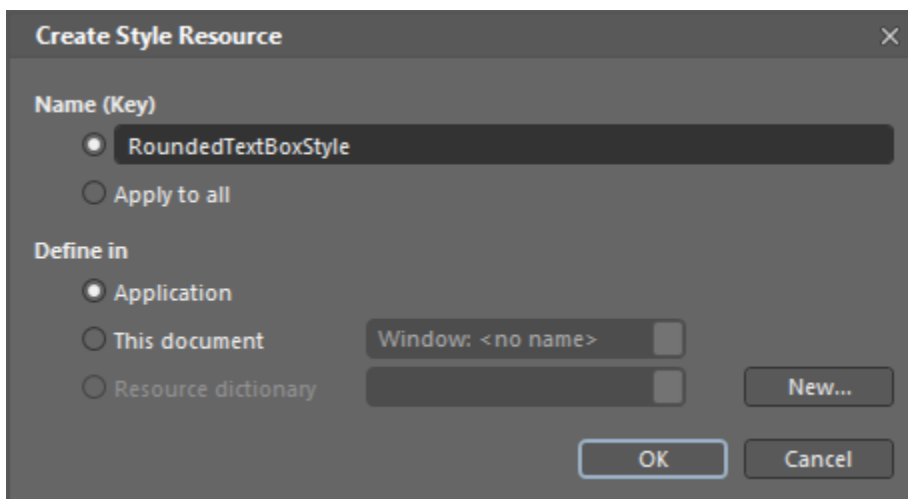 Create Style Resource
Name (Key)
RoundedTextBoxStyle
Apply to all
Define in
Application
This document Window: <no name>
Resource dictionary New...
OK Cancel